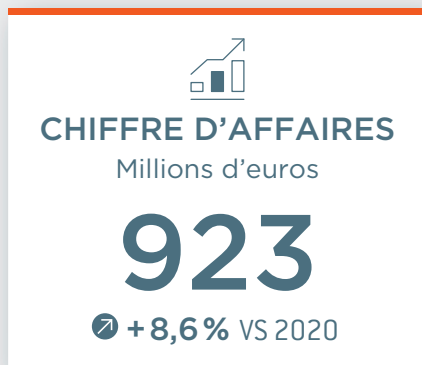 CHIFFRE D’AFFAIRES
Millions d’euros
923
+8,6% VS 2020